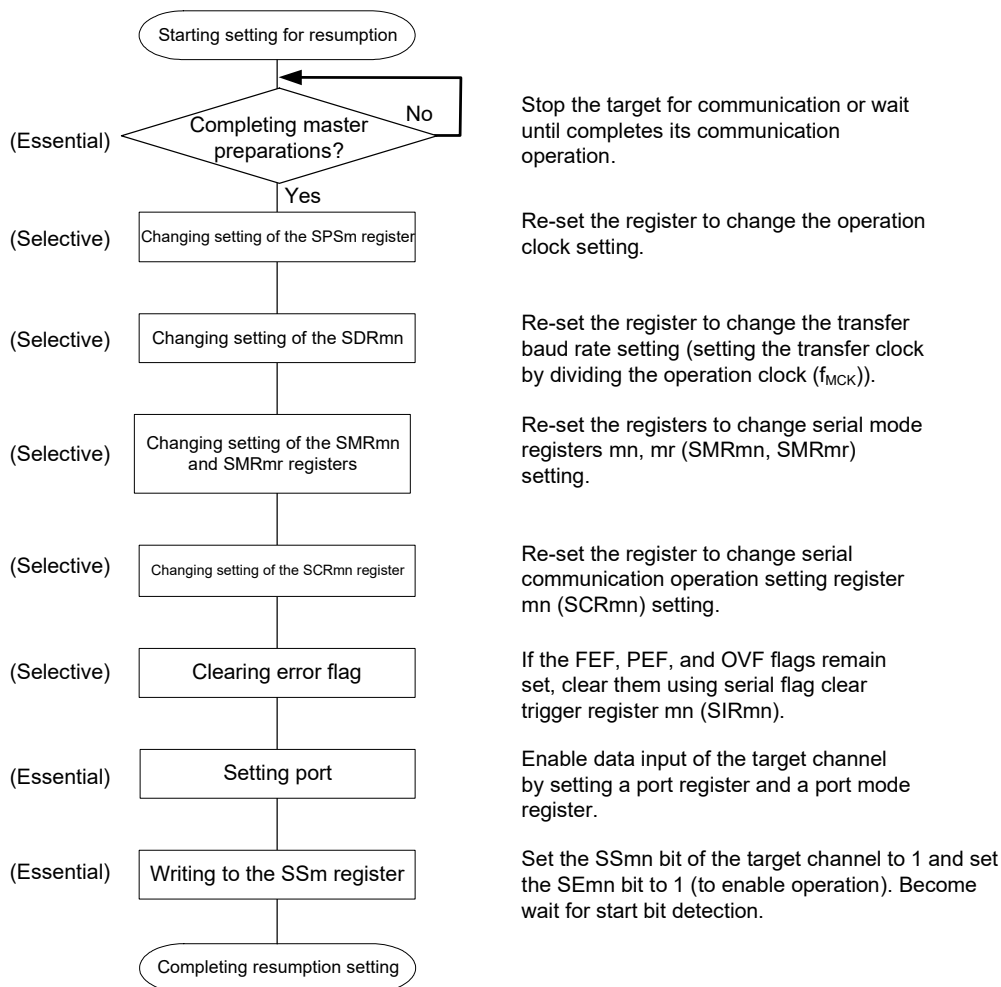 Starting setting for resumption
No
(Essential)
Completing master
preparations?
Stop the target for communication or wait
until completes its communication
operation.
Yes
(Selective)
Changing setting of the SPSm register
Re-set the register to change the operation
clock setting.
(Selective)
Changing setting of the SDRmn
Re-set the register to change the transfer
baud rate setting (setting the transfer clock
by dividing the operation clock (fMCK)).
(Selective)
Changing setting of the SMRmn
and SMRmr registers
Re-set the registers to change serial mode
registers mn, mr (SMRmn, SMRmr)
setting.
(Selective)
Changing setting of the SCRmn register
Re-set the register to change serial
communication operation setting register
mn (SCRmn) setting.
(Selective)
Clearing error flag
If the FEF, PEF, and OVF flags remain
set, clear them using serial flag clear
trigger register mn (SIRmn).
(Essential)
Setting port
Enable data input of the target channel
by setting a port register and a port mode
register.
(Essential)
Writing to the SSm register
Set the SSmn bit of the target channel to 1 and set
the SEmn bit to 1 (to enable operation). Become
wait for start bit detection.
Completing resumption setting